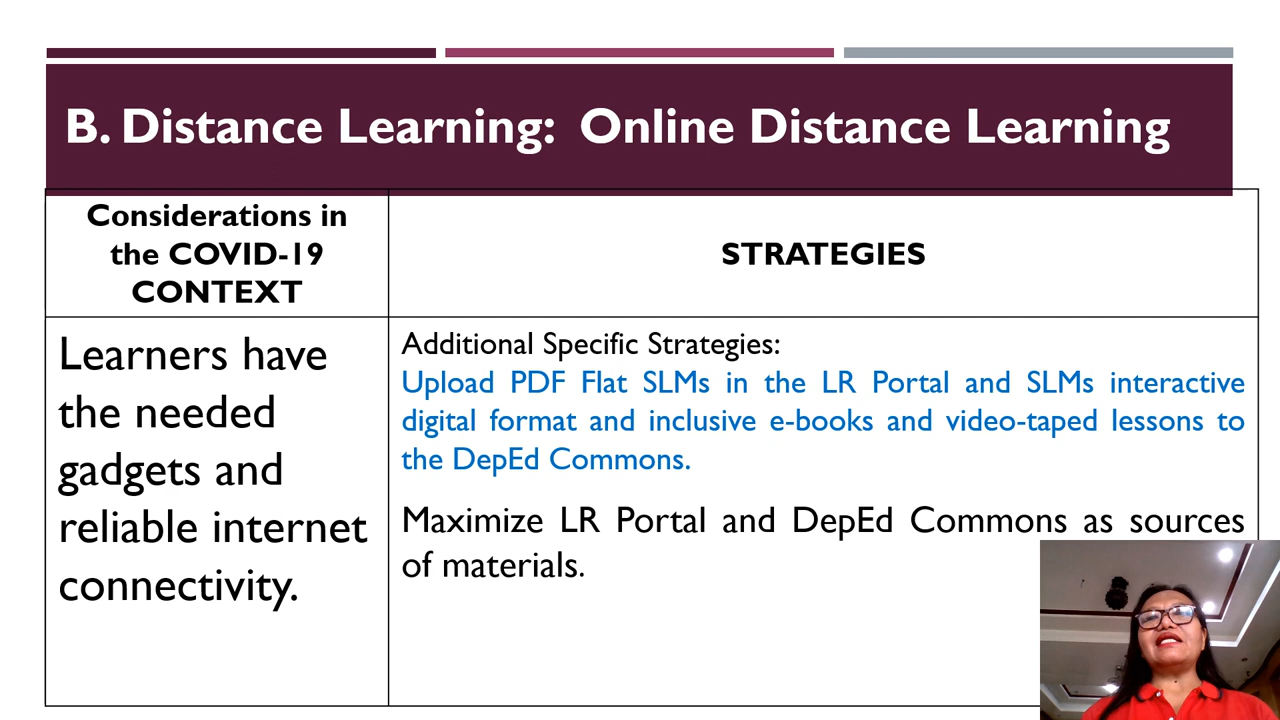 B. Distance Learning: Online Distance Learning
Considerations in
the COVID-19
CONTEXT
STRATEGIES
Learners have
the needed
gadgets and
reliable internet
connectivity.
Additional Specific Strategies:
Upload PDF Flat SLMs in the LR Portal and SLMs interactive
digital format and inclusive e-books and video-taped lessons to
the DepEd Commons.
Maximize LR Portal and DepEd Commons as sources
of materials.